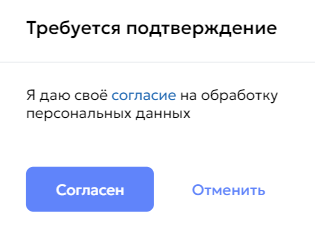 Требуется подтверждение
Я даю своё согласие на обработку
персональных данных
Согласен
Отменить